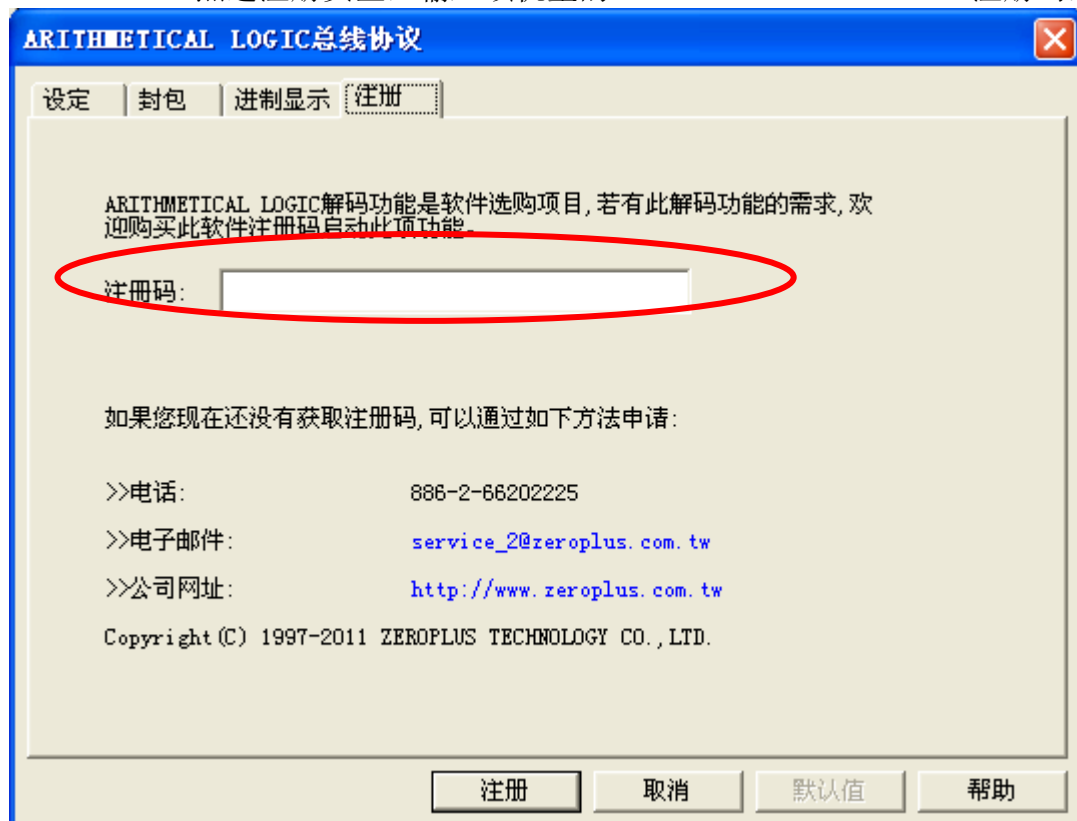 ARITHMETICAL LOGIC总线协议
设定 封包 进制显示 注册
ARITHMETICAL LOGIC解码功能是软件选购项目,若有此解码功能的需求,欢
迎购买此软件注册码启动此项功能。
注册码:
如果您现在还没有获取注册码,可以通过如下方法申请:
>>电话: 886-2-66202225
>>电子邮件: service_2@zeroplus.com.tw
>>公司网址: http://www.zeroplus.com.tw
Copyright(C) 1997-2011 ZEROPLUS TECHNOLOGY CO.,LTD.
注册 取消 默认值 帮助